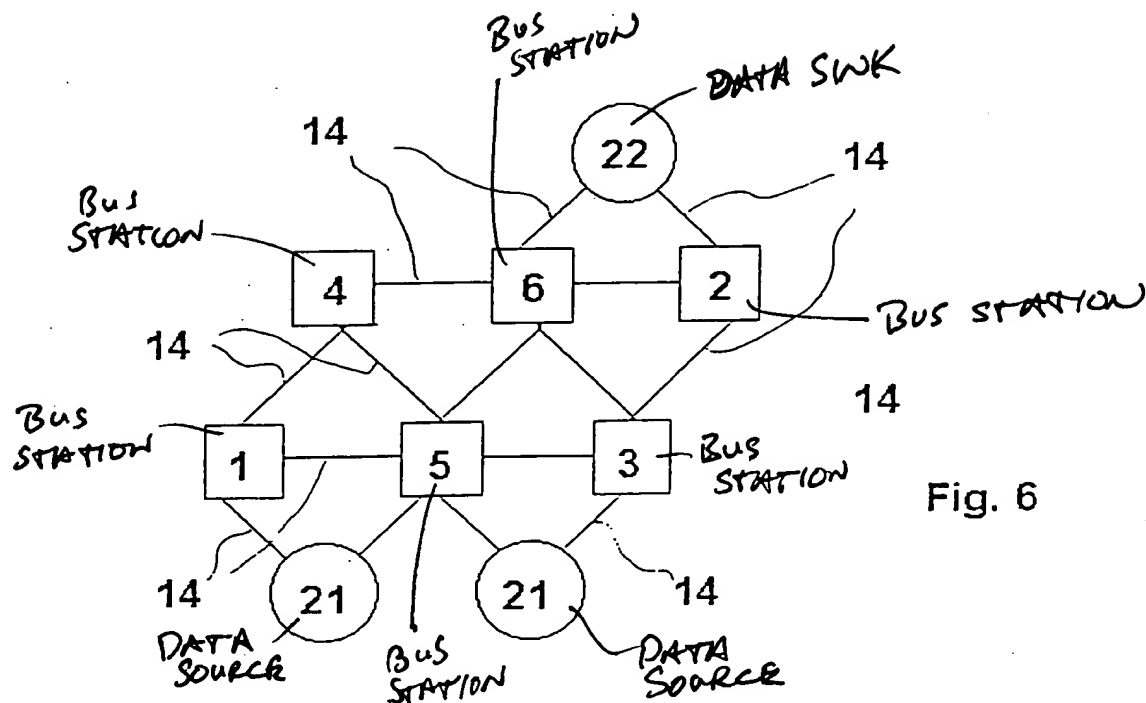 Bus
STATION
DATA SINK
14
22
14
Bus
STATION
4
6
2
BUS STATION
14
14
Bus
STATION
1
5
3
Bus
STATION
Fig. 6
14
21
21
14
DATA
SOURCE
Bus
STATION
DATA
SOURCE